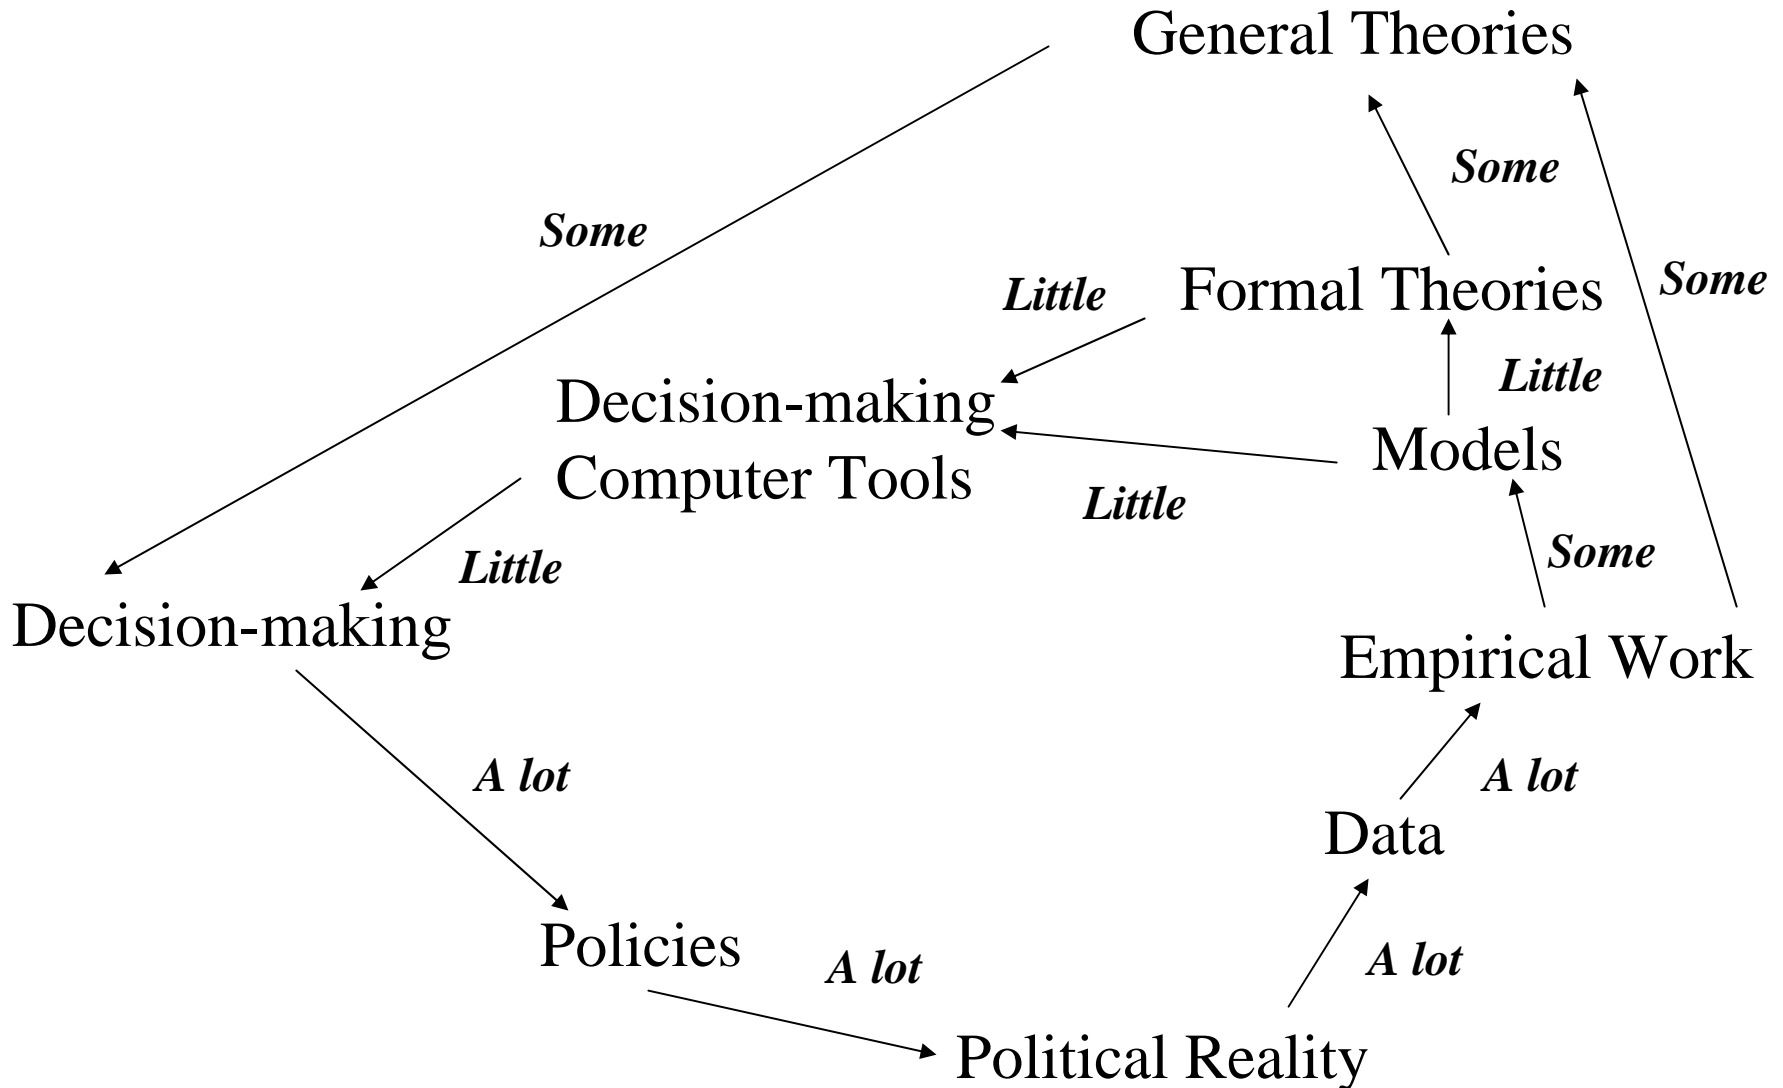 General Theories
Some
Some
Little
Formal Theories
Some
Little
Decision-making
Computer Tools
Models
Little
Some
Little
Decision-making
Empirical Work
A lot
A lot
Data
Policies
A lot
A lot
Political Reality